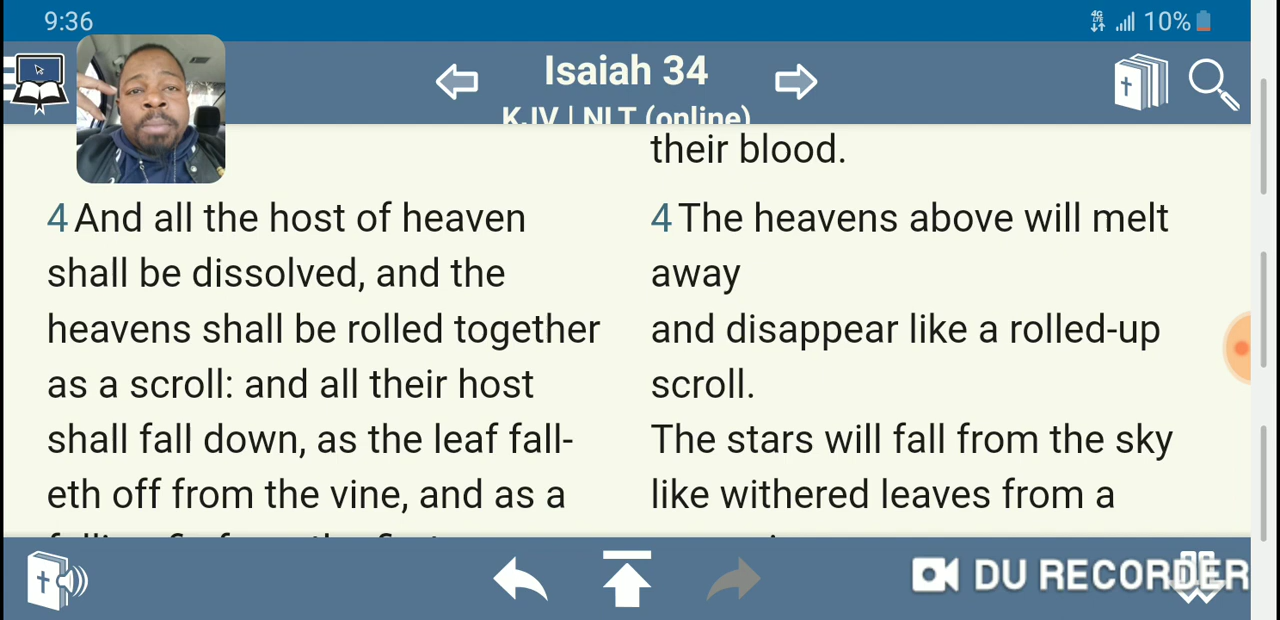 9:36
4G 10%
Isaiah 34
KJV | NLT (online)
their blood.
4 And all the host of heaven
shall be dissolved, and the
heavens shall be rolled together
as a scroll: and all their host
shall fall down, as the leaf fall-
eth off from the vine, and as a
4 The heavens above will melt
away
and disappear like a rolled-up
scroll.
The stars will fall from the sky
like withered leaves from a
DU RECORDER